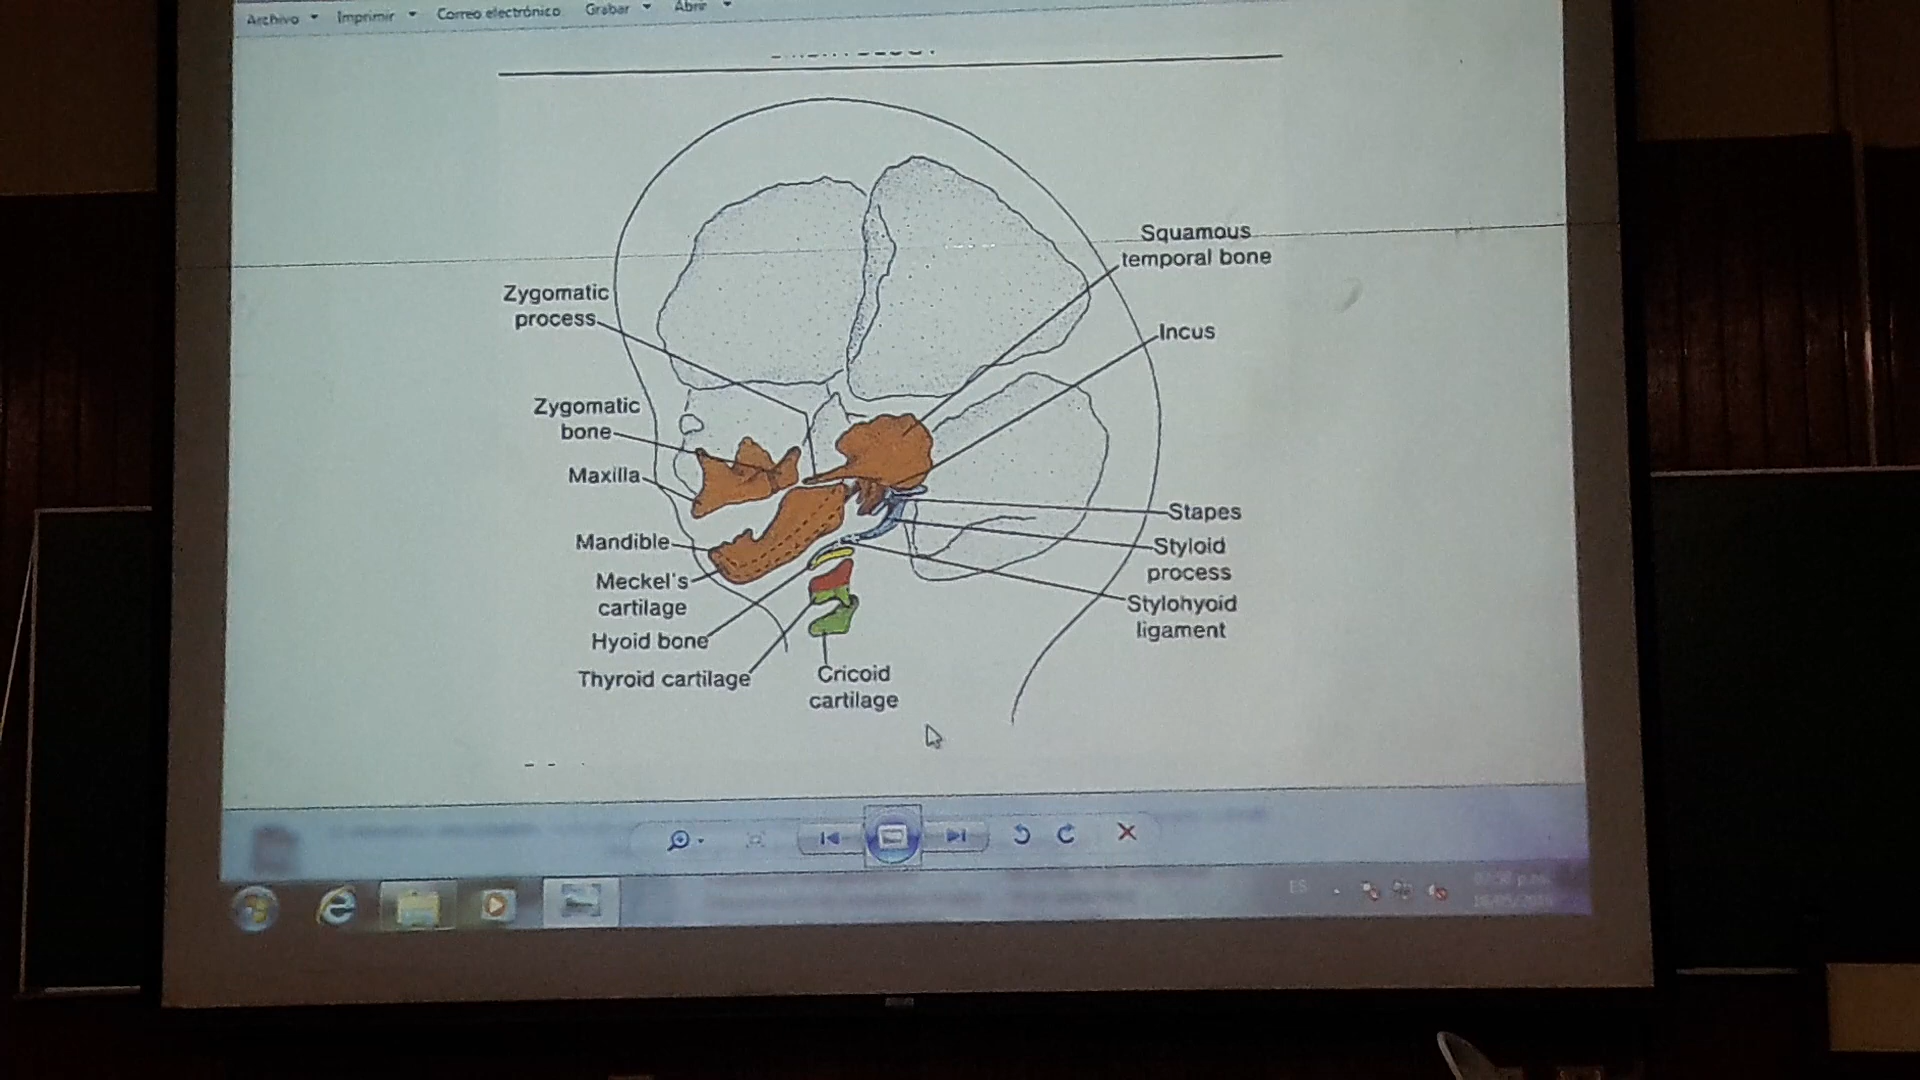 Archivo Imprimir Correo electrónico Grabar Abrir
Squamous
temporal bone
Zygomatic
process
Incus
Zygomatic
bone
Maxilla
Stapes
Mandible
Styloid
process
Meckel's
cartilage
Stylohyoid
ligament
Hyoid bone
Thyroid cartilage
Cricoid
cartilage
ES